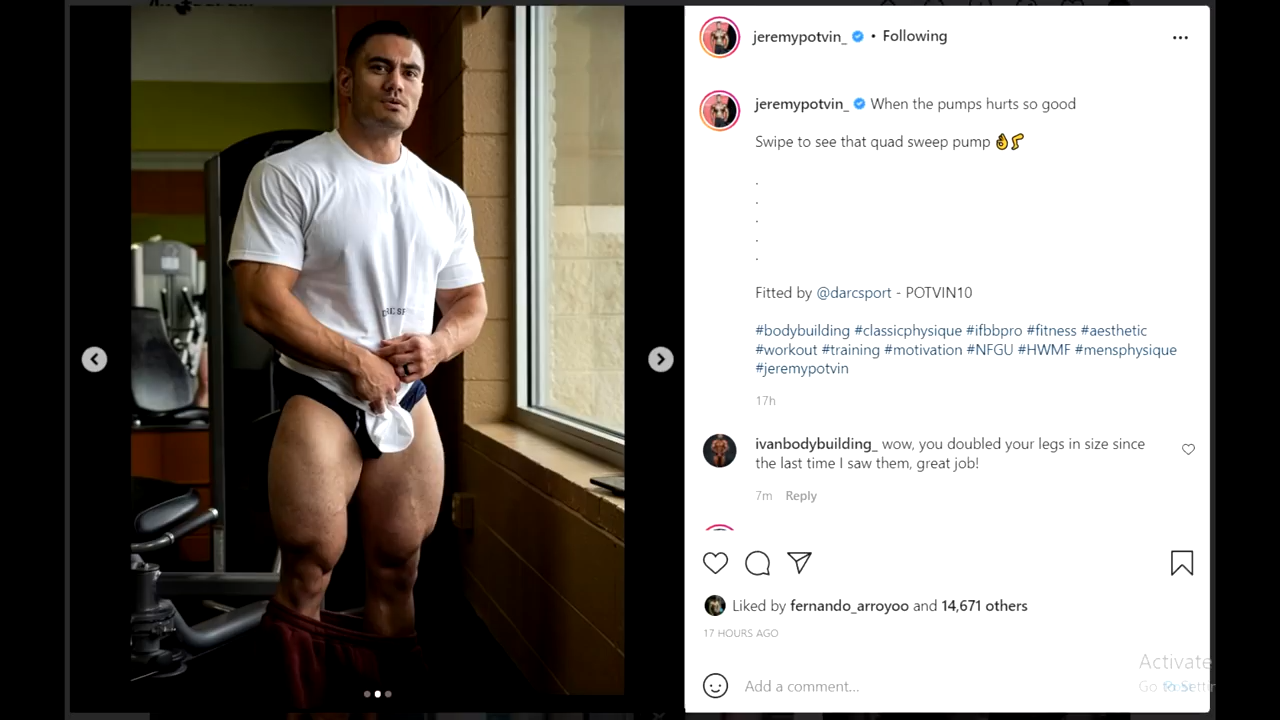 jeremypotvin_ • Following
jeremypotvin_ When the pumps hurts so good
Swipe to see that quad sweep pump 👌🦵
.
.
.
.
.
Fitted by @darcsport - POTVIN10
#bodybuilding #classicphysique #ifbbpro #fitness #aesthetic
#workout #training #motivation #NFGU #HWMF #mensphysique
#jeremypotvin
17h
ivanbodybuilding_ wow, you doubled your legs in size since
the last time I saw them, great job!
7m Reply
Liked by fernando_arroyoo and 14,671 others
17 HOURS AGO
Add a comment...
Activate
Go to